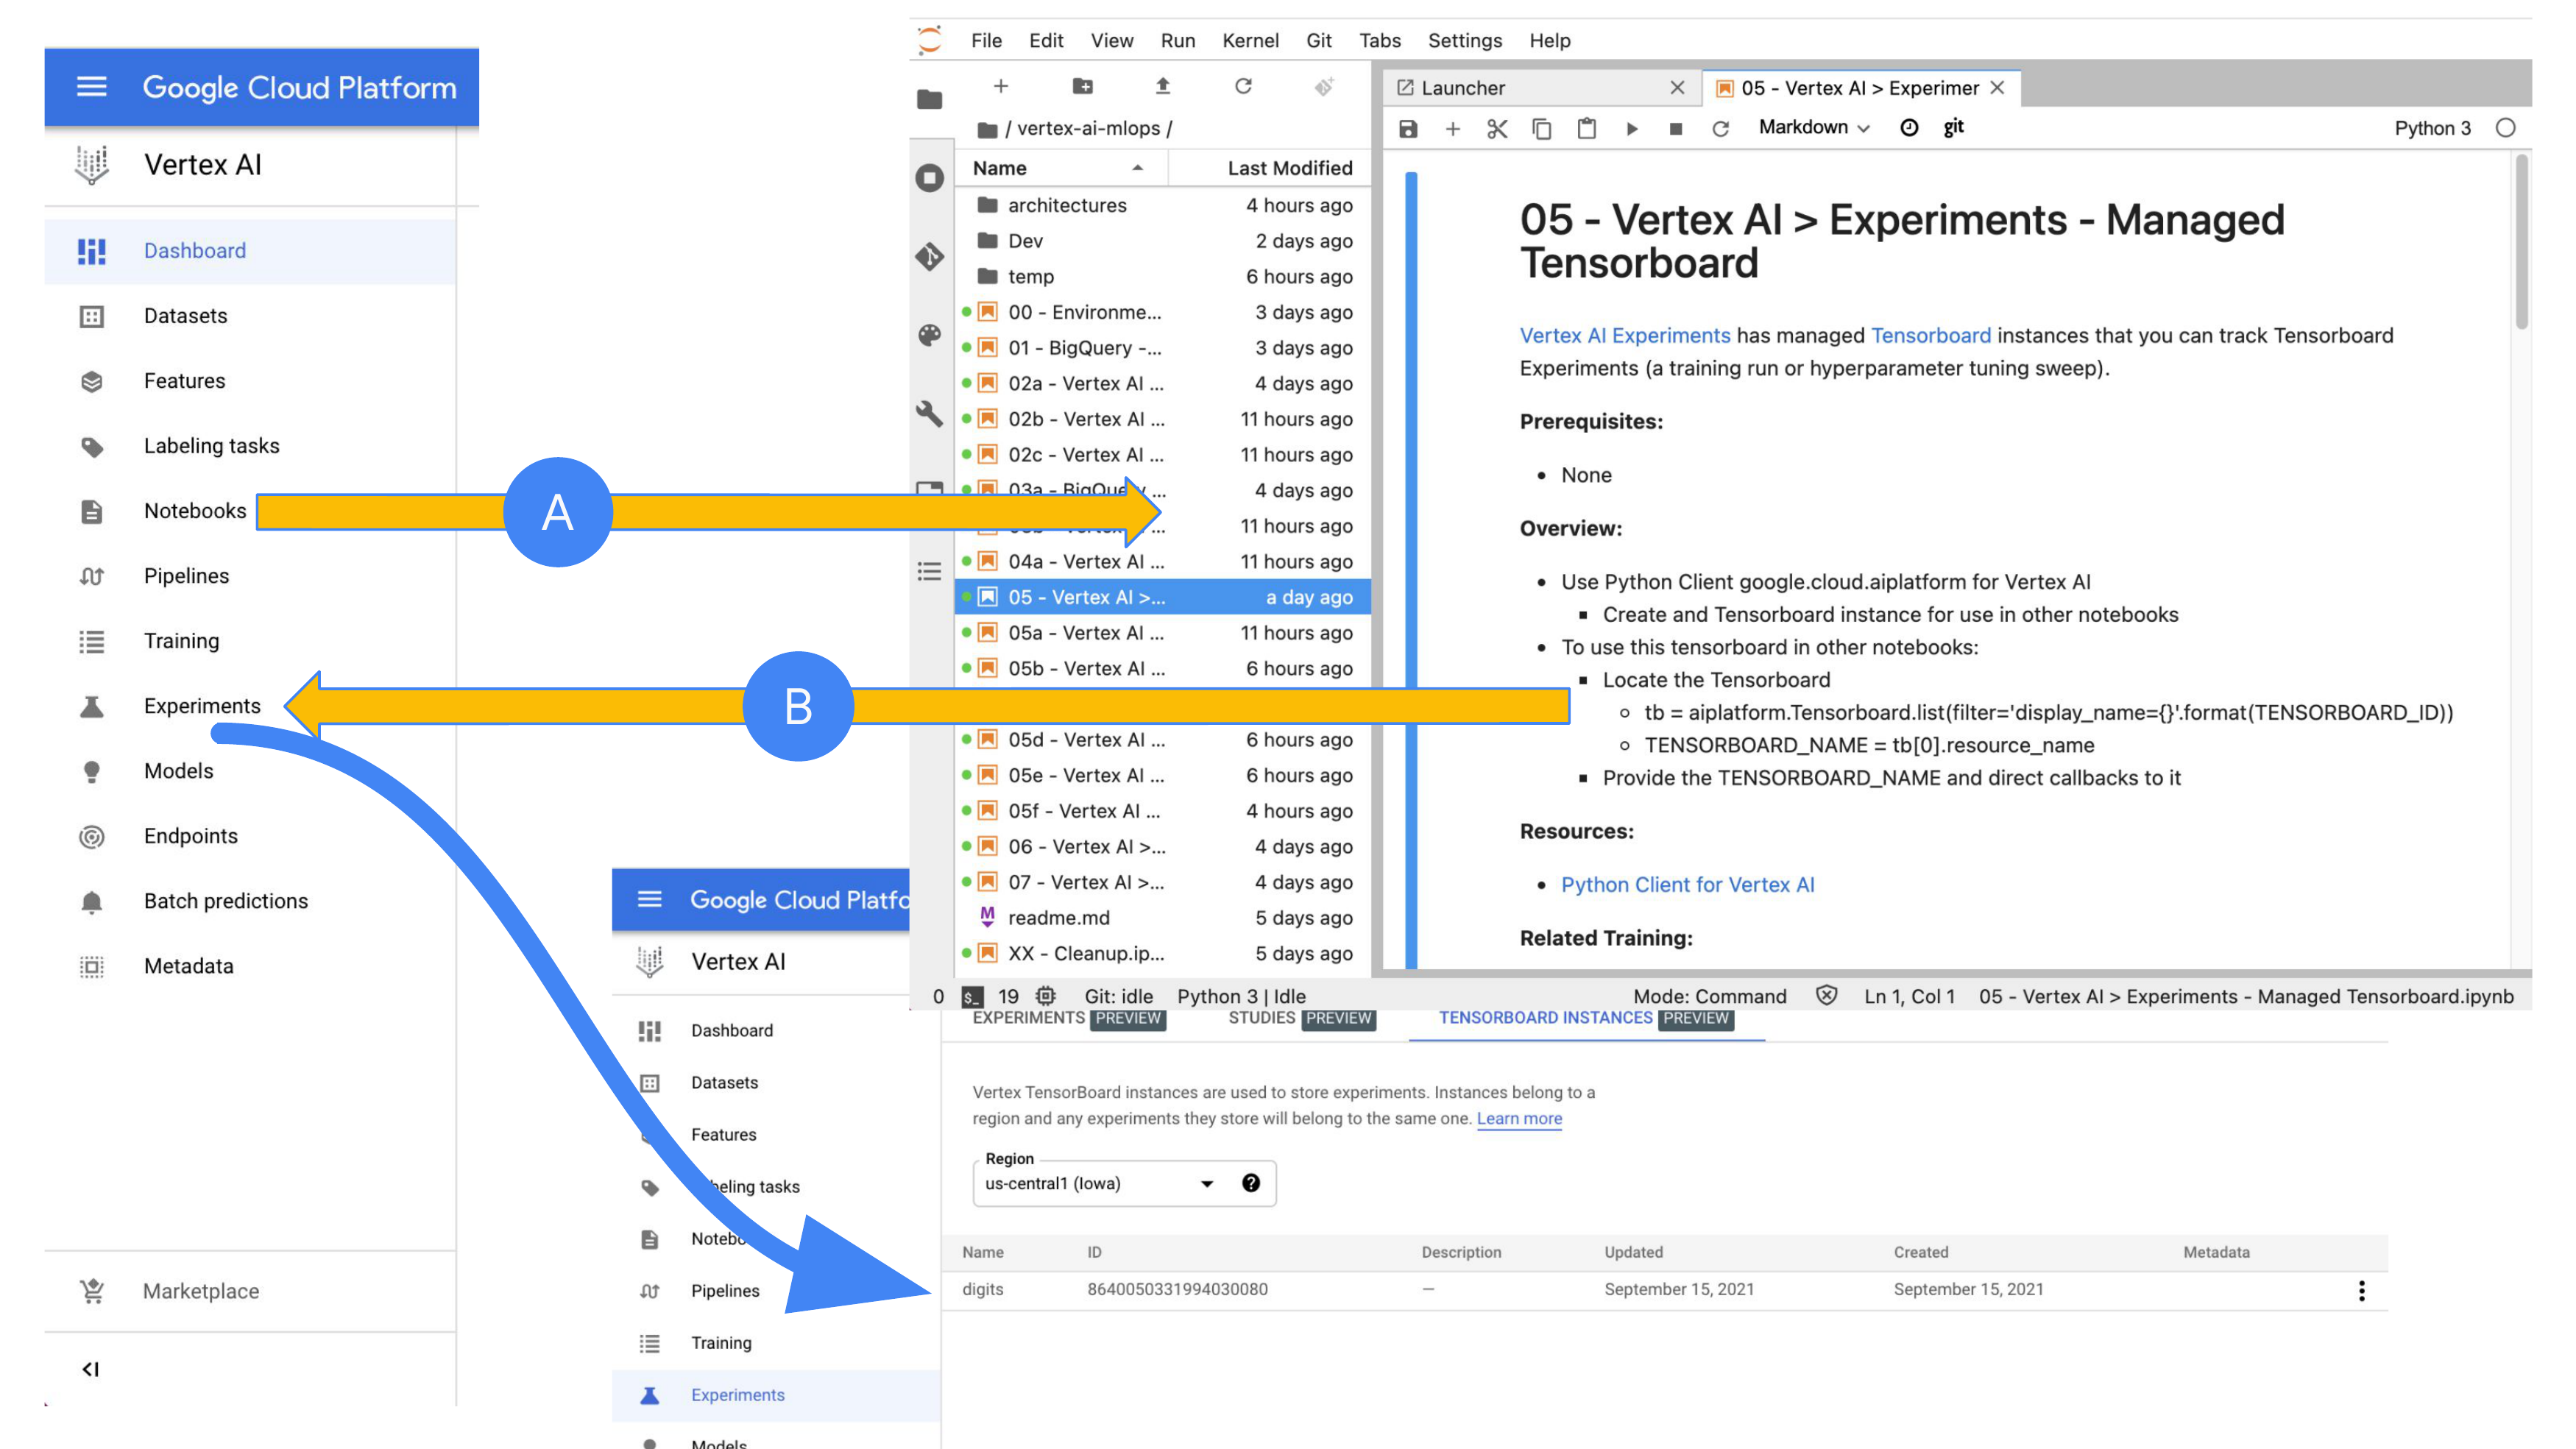 Google Cloud Platform
Vertex AI
Dashboard
Datasets
Features
Labeling tasks
Notebooks
Pipelines
Training
Experiments
Models
Endpoints
Batch predictions
Metadata
Marketplace
A
B
File Edit View Run Kernel Git Tabs Settings Help
/ vertex-ai-mlops /
Name Last Modified
architectures 4 hours ago
Dev 2 days ago
temp 6 hours ago
00 - Environme... 3 days ago
01 - BigQuery -... 3 days ago
02a - Vertex AI ... 4 days ago
02b - Vertex AI ... 11 hours ago
02c - Vertex AI ... 11 hours ago
03a - BigQuery ... 4 days ago
... 11 hours ago
04a - Vertex AI ... 11 hours ago
05 - Vertex AI >... a day ago
05a - Vertex AI ... 11 hours ago
05b - Vertex AI ... 6 hours ago
05d - Vertex AI ... 6 hours ago
05e - Vertex AI ... 6 hours ago
05f - Vertex AI ... 4 hours ago
06 - Vertex AI >... 4 days ago
07 - Vertex AI >... 4 days ago
readme.md 5 days ago
XX - Cleanup.ip... 5 days ago
Launcher
05 - Vertex AI > Experimer
Markdown git Python 3
05 - Vertex AI > Experiments - Managed
Tensorboard
Vertex AI Experiments has managed Tensorboard instances that you can track Tensorboard
Experiments (a training run or hyperparameter tuning sweep).
Prerequisites:
• None
Overview:
• Use Python Client google.cloud.aiplatform for Vertex AI
▪ Create and Tensorboard instance for use in other notebooks
• To use this tensorboard in other notebooks:
▪ Locate the Tensorboard
◦ tb = aiplatform.Tensorboard.list(filter='display_name={}'.format(TENSORBOARD_ID))
◦ TENSORBOARD_NAME = tb[0].resource_name
▪ Provide the TENSORBOARD_NAME and direct callbacks to it
Resources:
• Python Client for Vertex AI
Related Training:
0 $_ 19 Git: idle Python 3 | Idle Mode: Command Ln 1, Col 1 05 - Vertex AI > Experiments - Managed Tensorboard.ipynb
Google Cloud Platfo
Vertex AI
Dashboard
Datasets
Features
beling tasks
Notebo
Pipelines
Training
Experiments
Models
EXPERIMENTS PREVIEW STUDIES PREVIEW TENSORBOARD INSTANCES PREVIEW
Vertex TensorBoard instances are used to store experiments. Instances belong to a
region and any experiments they store will belong to the same one. Learn more
Region
us-central1 (Iowa)
Name ID Description Updated Created Metadata
digits 8640050331994030080 — September 15, 2021 September 15, 2021